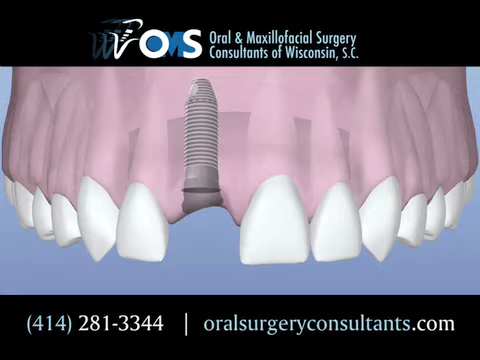 OMS
Oral & Maxillofacial Surgery
Consultants of Wisconsin, S.C.
(414) 281-3344 | oralsurgeryconsultants.com